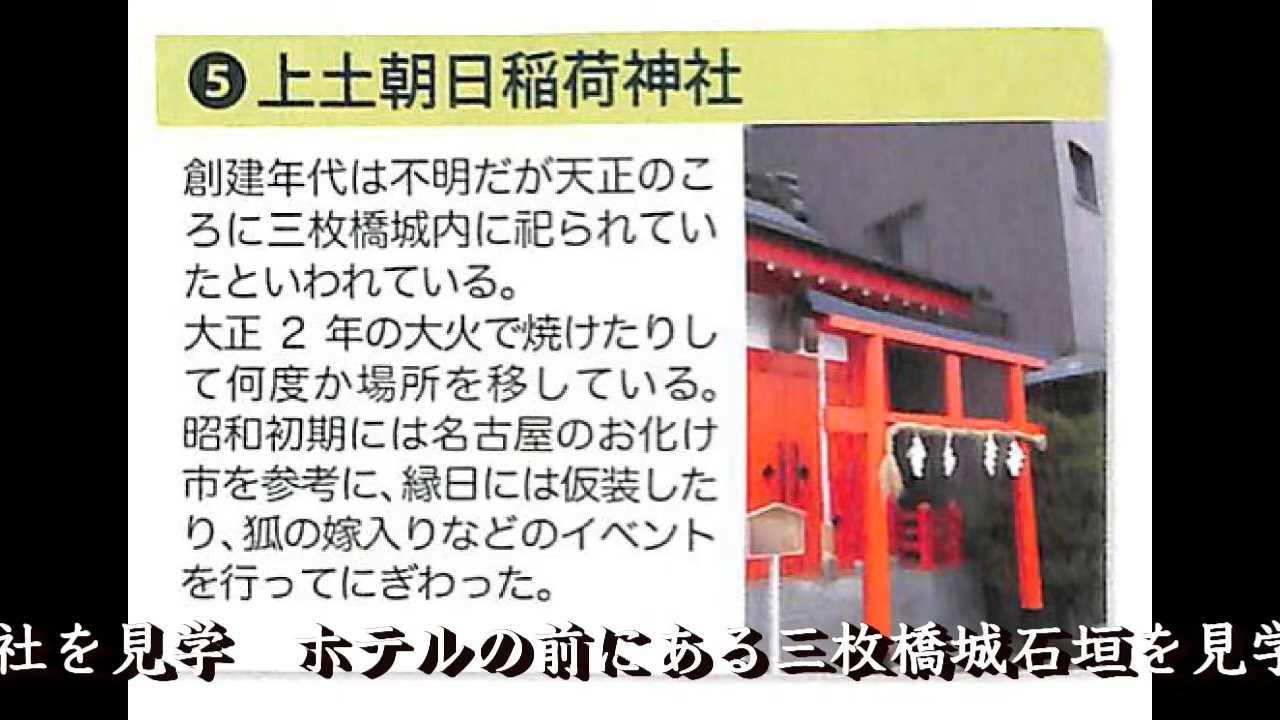 ❺上土朝日稲荷神社
創建年代は不明だが天正のこ
ろに三枚橋城内に祀られてい
たといわれている。
大正 2 年の大火で焼けたりし
て何度か場所を移している。
昭和初期には名古屋のお化け
市を参考に、縁日には仮装した
り、狐の嫁入りなどのイベント
を行ってにぎわった。
社を見学　ホテルの前にある三枚橋城石垣を見学